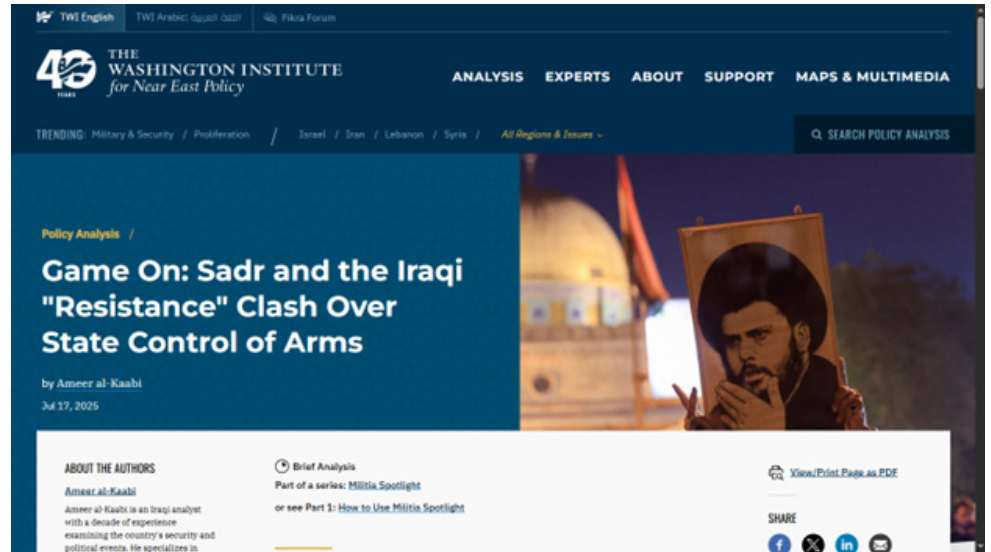 TWI English
TWI Arabic: اللغة العربية
Fikra Forum
40
YEARS
THE
WASHINGTON INSTITUTE
for Near East Policy
ANALYSIS EXPERTS ABOUT SUPPORT MAPS & MULTIMEDIA
TRENDING: Military & Security / Proliferation / Israel / Iran / Lebanon / Syria / All Regions & Issues
SEARCH POLICY ANALYSIS
Policy Analysis /
Game On: Sadr and the Iraqi
"Resistance" Clash Over
State Control of Arms
by Ameer al-Kaabi
Jul 17, 2025
ABOUT THE AUTHORS
Ameer al-Kaabi
Ameer al-Kaabi is an Iraqi analyst
with a decade of experience
examining the country's security and
political events. He specializes in
Brief Analysis
Part of a series: Militia Spotlight
or see Part 1: How to Use Militia Spotlight
View/Print Page as PDF
SHARE